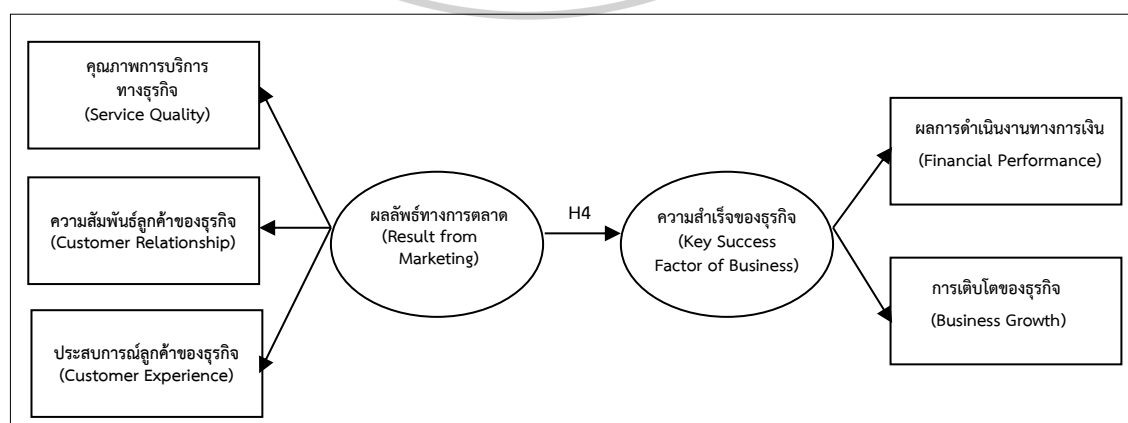 คุณภาพการบริการ
ทางธุรกิจ
(Service Quality)
ความสัมพันธ์ลูกค้าของธุรกิจ
(Customer Relationship)
ประสบการณ์ลูกค้าของธุรกิจ
(Customer Experience)
ผลลัพธ์ทางการตลาด
(Result from
Marketing)
H4
ความสำเร็จของธุรกิจ
(Key Success
Factor of Business)
ผลการดำเนินงานทางการเงิน
(Financial Performance)
การเติบโตของธุรกิจ
(Business Growth)